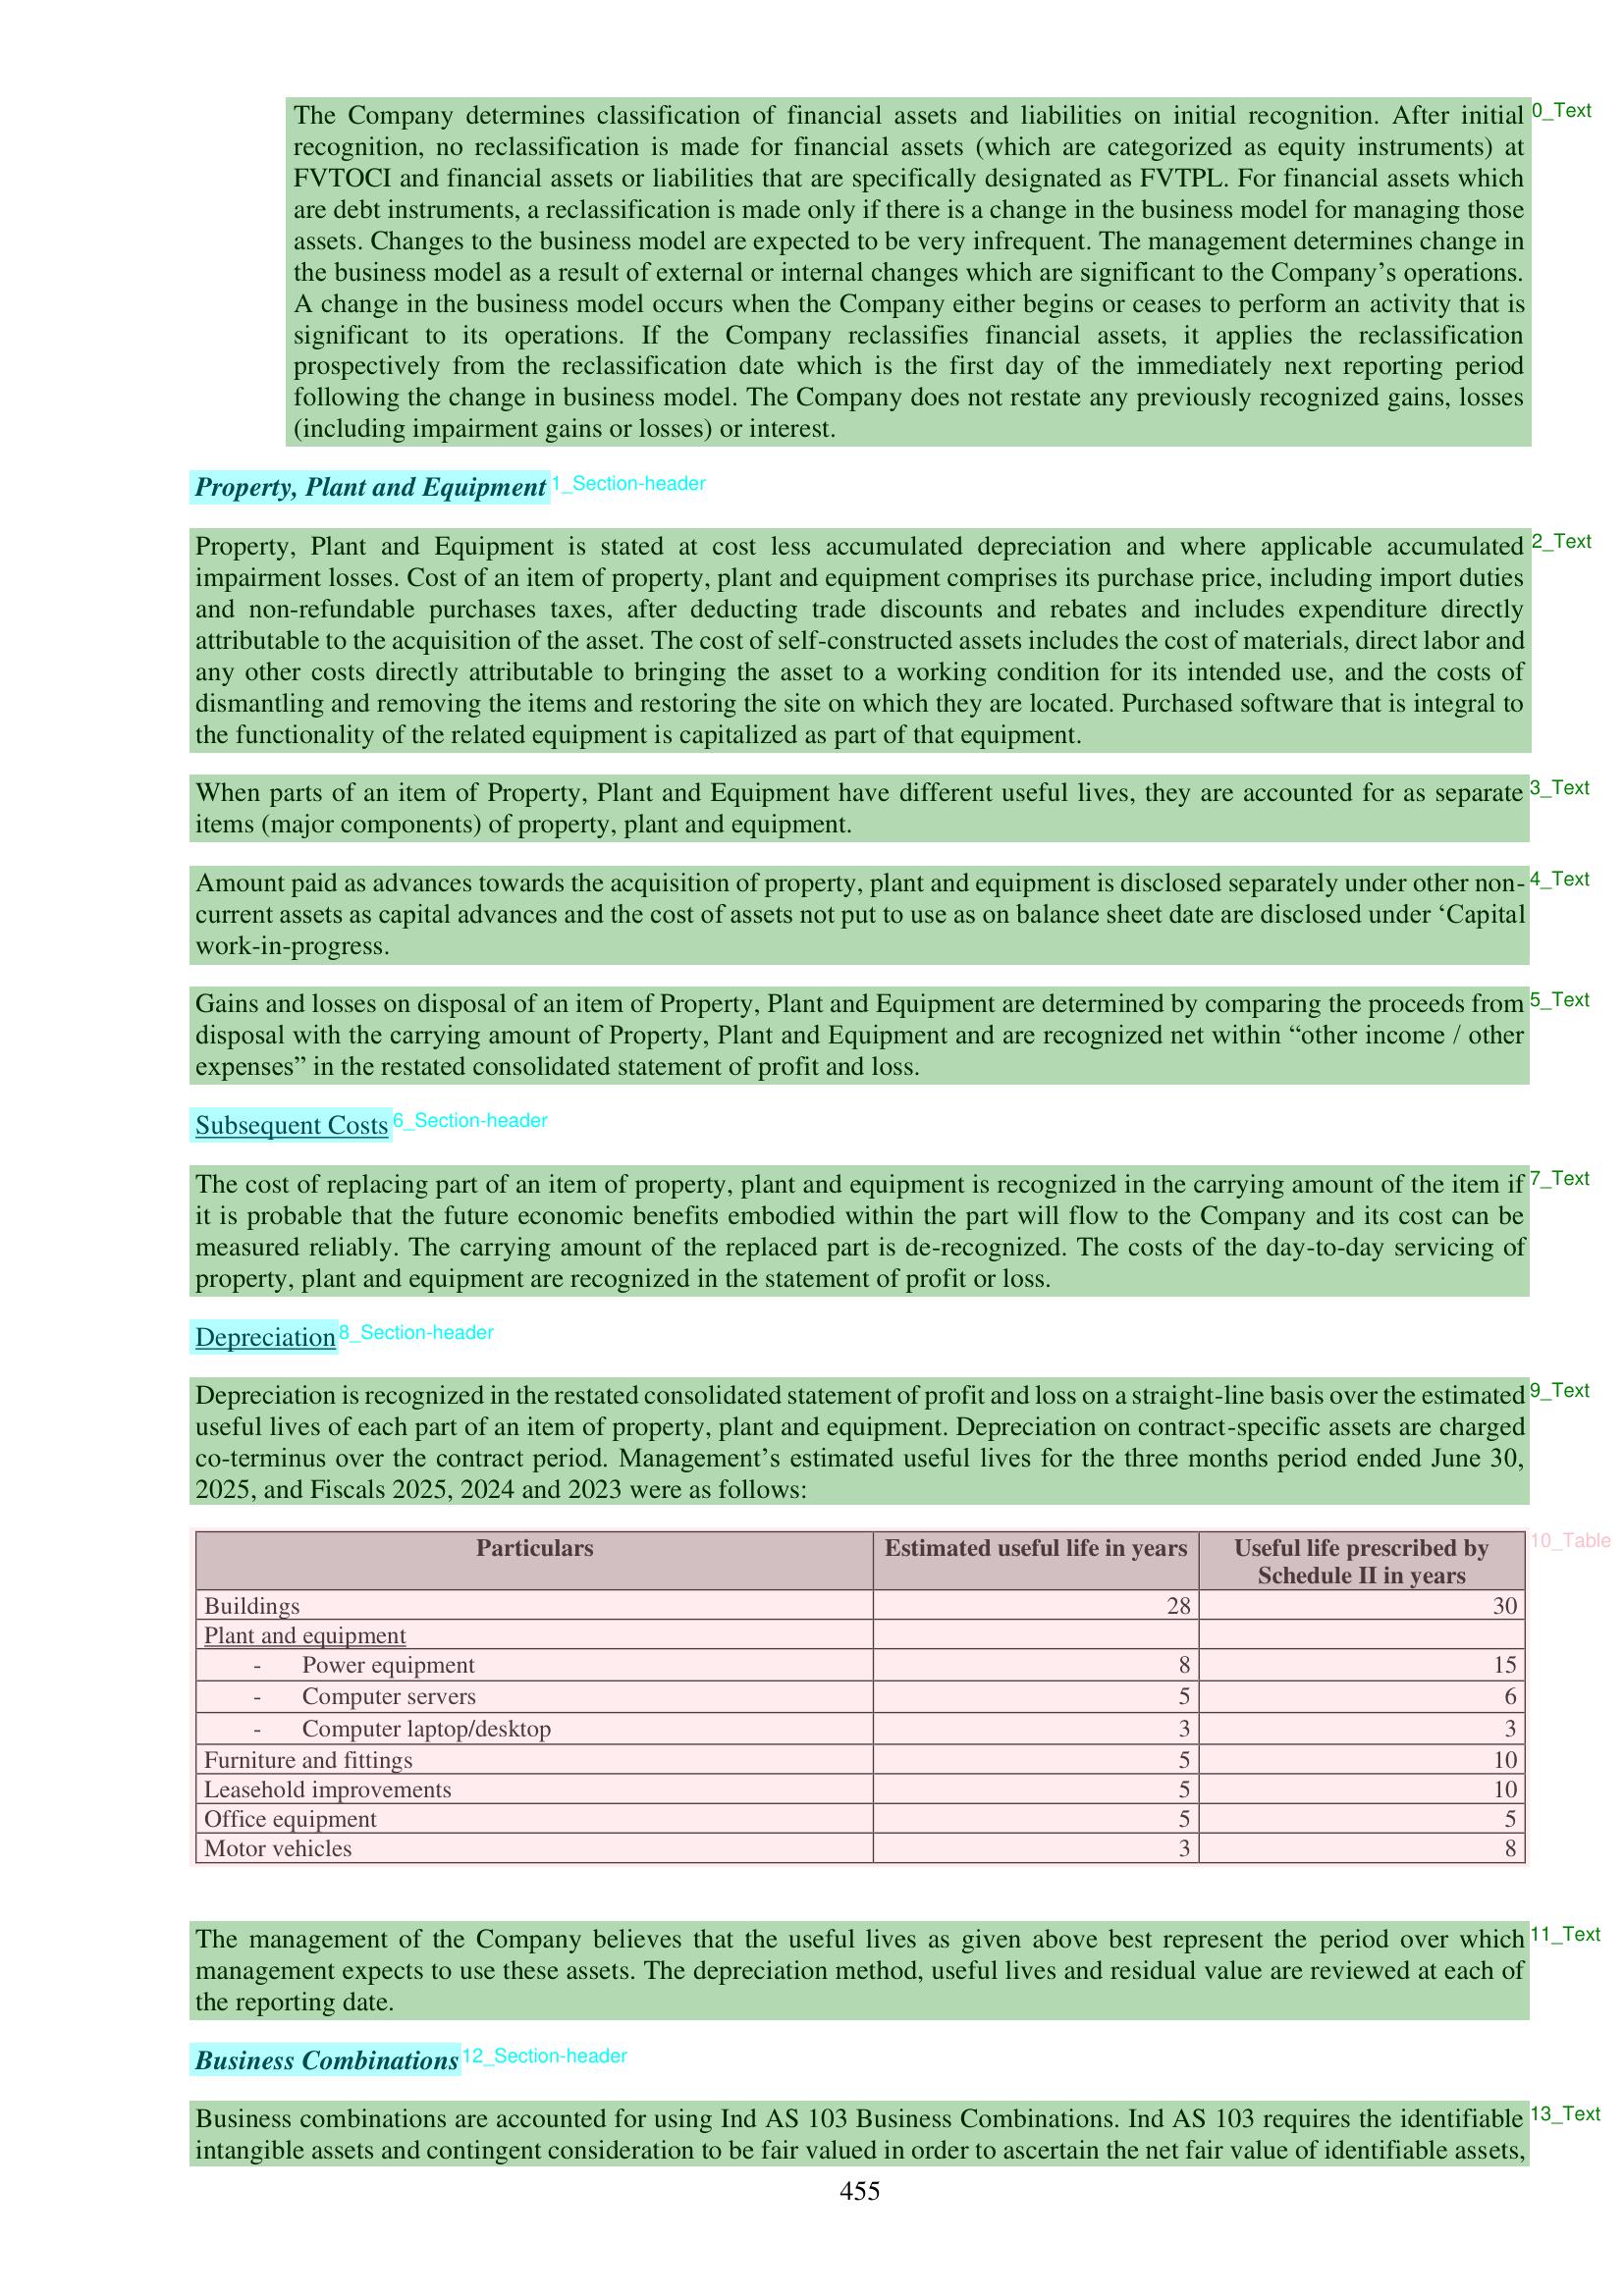 The Company determines classification of financial assets and liabilities on initial recognition. After initial
0_Text
recognition, no reclassification is made for financial assets (which are categorized as equity instruments) at
FVTOCI and financial assets or liabilities that are specifically designated as FVTPL. For financial assets which
are debt instruments, a reclassification is made only if there is a change in the business model for managing those
assets. Changes to the business model are expected to be very infrequent. The management determines change in
the business model as a result of external or internal changes which are significant to the Company’s operations.
A change in the business model occurs when the Company either begins or ceases to perform an activity that is
significant to its operations. If the Company reclassifies financial assets, it applies the reclassification
prospectively from the reclassification date which is the first day of the immediately next reporting period
following the change in business model. The Company does not restate any previously recognized gains, losses
(including impairment gains or losses) or interest.
Property, Plant and Equipment
1_Section-header
Property, Plant and Equipment is stated at cost less accumulated depreciation and where applicable accumulated
2_Text
impairment losses. Cost of an item of property, plant and equipment comprises its purchase price, including import duties
and non-refundable purchases taxes, after deducting trade discounts and rebates and includes expenditure directly
attributable to the acquisition of the asset. The cost of self-constructed assets includes the cost of materials, direct labor and
any other costs directly attributable to bringing the asset to a working condition for its intended use, and the costs of
dismantling and removing the items and restoring the site on which they are located. Purchased software that is integral to
the functionality of the related equipment is capitalized as part of that equipment.
When parts of an item of Property, Plant and Equipment have different useful lives, they are accounted for as separate
3_Text
items (major components) of property, plant and equipment.
Amount paid as advances towards the acquisition of property, plant and equipment is disclosed separately under other non-
4_Text
current assets as capital advances and the cost of assets not put to use as on balance sheet date are disclosed under ‘Capital
work-in-progress.
Gains and losses on disposal of an item of Property, Plant and Equipment are determined by comparing the proceeds from
5_Text
disposal with the carrying amount of Property, Plant and Equipment and are recognized net within “other income / other
expenses” in the restated consolidated statement of profit and loss.
Subsequent Costs
6_Section-header
The cost of replacing part of an item of property, plant and equipment is recognized in the carrying amount of the item if
7_Text
it is probable that the future economic benefits embodied within the part will flow to the Company and its cost can be
measured reliably. The carrying amount of the replaced part is de-recognized. The costs of the day-to-day servicing of
property, plant and equipment are recognized in the statement of profit or loss.
Depreciation
8_Section-header
Depreciation is recognized in the restated consolidated statement of profit and loss on a straight-line basis over the estimated
9_Text
useful lives of each part of an item of property, plant and equipment. Depreciation on contract-specific assets are charged
co-terminus over the contract period. Management’s estimated useful lives for the three months period ended June 30,
2025, and Fiscals 2025, 2024 and 2023 were as follows:
10_Table
Particulars Estimated useful life in years Useful life prescribed by
Schedule II in years
Buildings 28 30
Plant and equipment
- Power equipment 8 15
- Computer servers 5 6
- Computer laptop/desktop 3 3
Furniture and fittings 5 10
Leasehold improvements 5 10
Office equipment 5 5
Motor vehicles 3 8
The management of the Company believes that the useful lives as given above best represent the period over which
11_Text
management expects to use these assets. The depreciation method, useful lives and residual value are reviewed at each of
the reporting date.
Business Combinations
12_Section-header
Business combinations are accounted for using Ind AS 103 Business Combinations. Ind AS 103 requires the identifiable
13_Text
intangible assets and contingent consideration to be fair valued in order to ascertain the net fair value of identifiable assets,
455